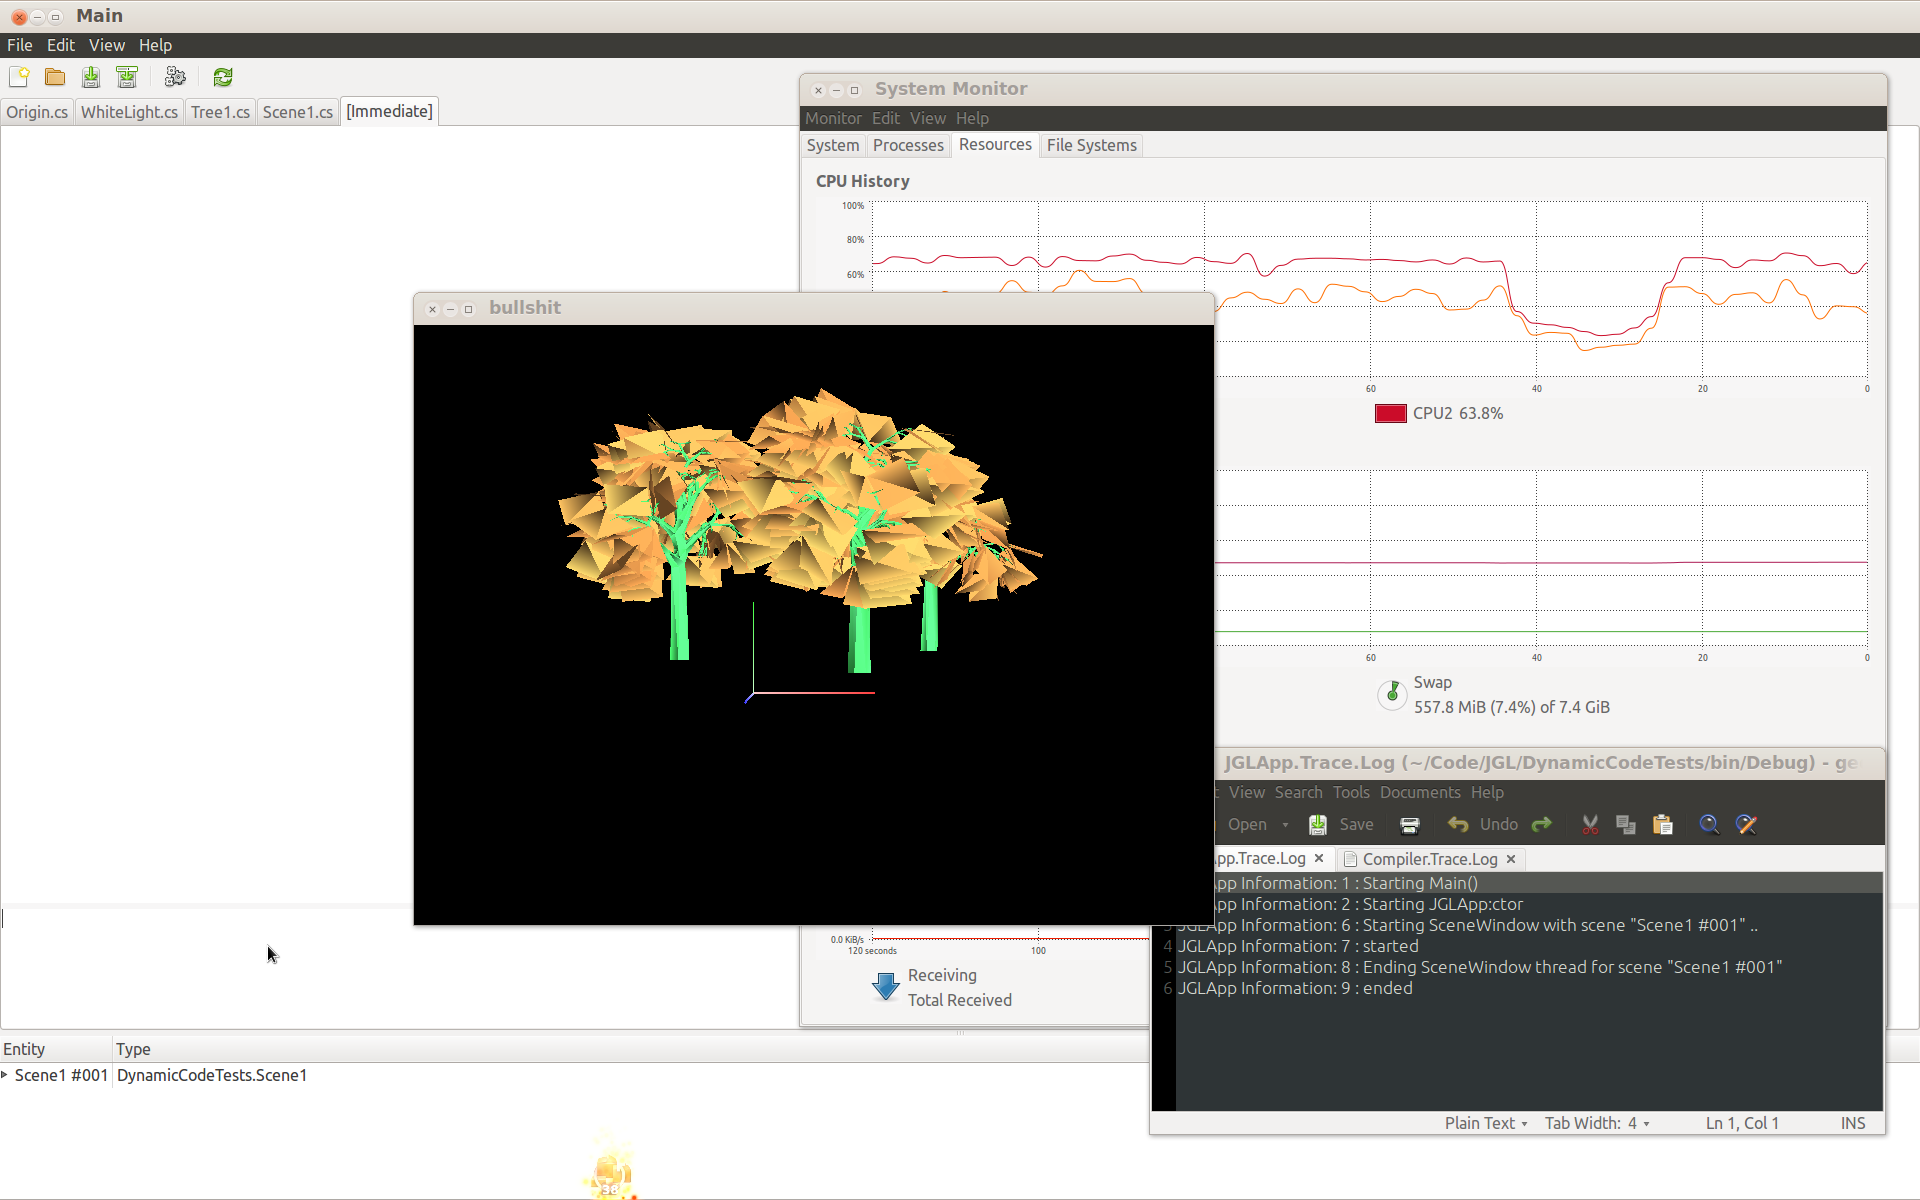 Main
File Edit View Help
Origin.cs WhiteLight.cs Tree1.cs Scene1.cs [Immediate]
System Monitor
Monitor Edit View Help
System Processes Resources File Systems
CPU History
100%
80%
60%
60 40 20 0
CPU2 63.8%
bullshit
60 40 20 0
Swap
557.8 MiB (7.4%) of 7.4 GiB
0.0 KiB/s
120 seconds 100
Receiving
Total Received
JGLApp.Trace.Log (~/Code/JGL/DynamicCodeTests/bin/Debug) - ge
View Search Tools Documents Help
Open Save Undo
pp.Trace.Log Compiler.Trace.Log
App Information: 1 : Starting Main()
App Information: 2 : Starting JGLApp:ctor
3 JGLApp Information: 6 : Starting SceneWindow with scene "Scene1 #001" ..
4 JGLApp Information: 7 : started
5 JGLApp Information: 8 : Ending SceneWindow thread for scene "Scene1 #001"
6 JGLApp Information: 9 : ended
Plain Text Tab Width: 4 Ln 1, Col 1 INS
Entity Type
Scene1 #001 DynamicCodeTests.Scene1
38